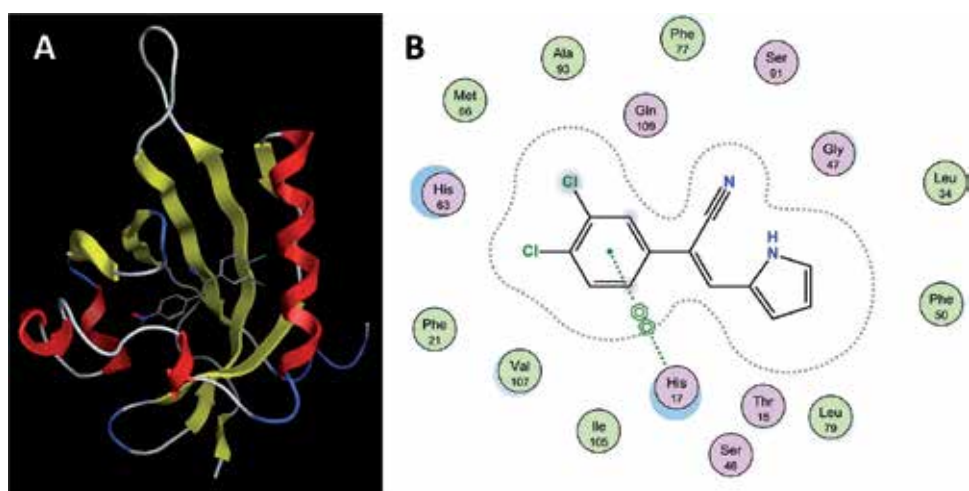 A
B
Phe
77
Ala
93
Ser
91
Met
Gln
109
Gly
47
Cl
N
His
63
Leu
34
H
N
Cl
Phe
50
Phe
21
Val
107
His
17
Thr
15
Leu
79
Ile
105
Ser
46